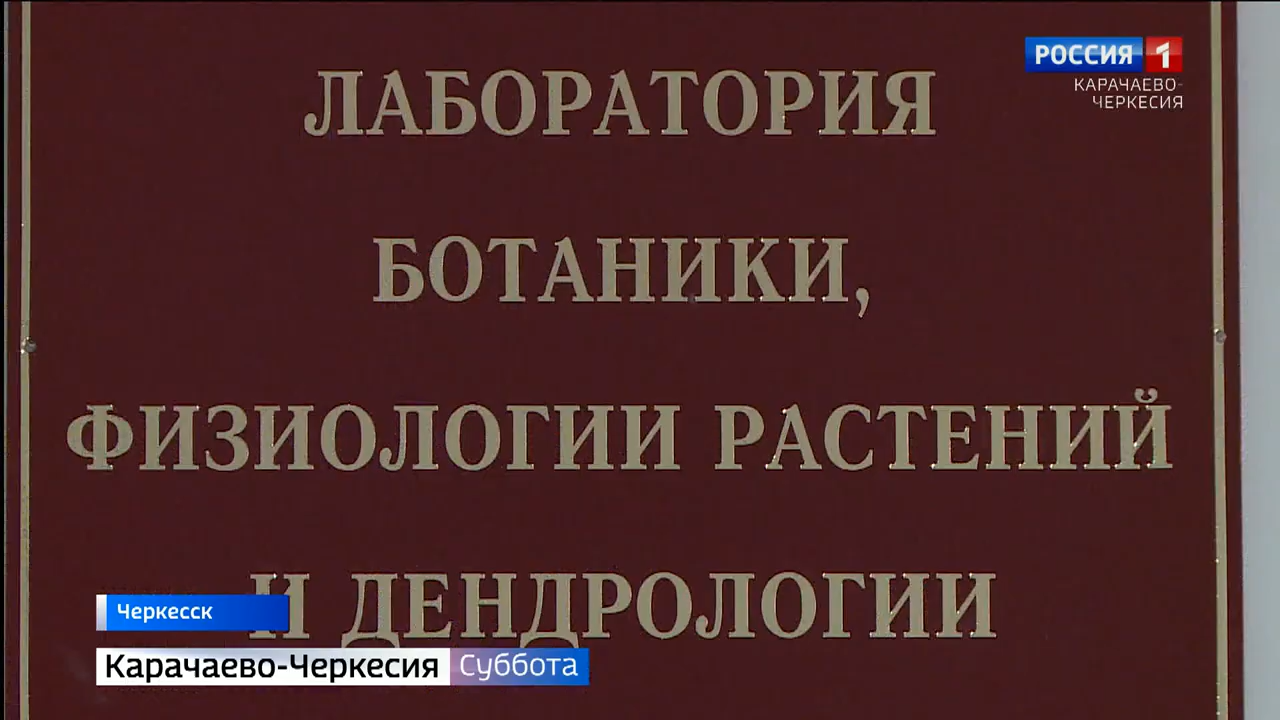 РОССИЯ 1
КАРАЧАЕВО-
ЧЕРКЕСИЯ
ЛАБОРАТОРИЯ
БОТАНИКИ,
ФИЗИОЛОГИИ РАСТЕНИЙ
И ДЕНДРОЛОГИИ
Черкесск
Карачаево-Черкесия Суббота